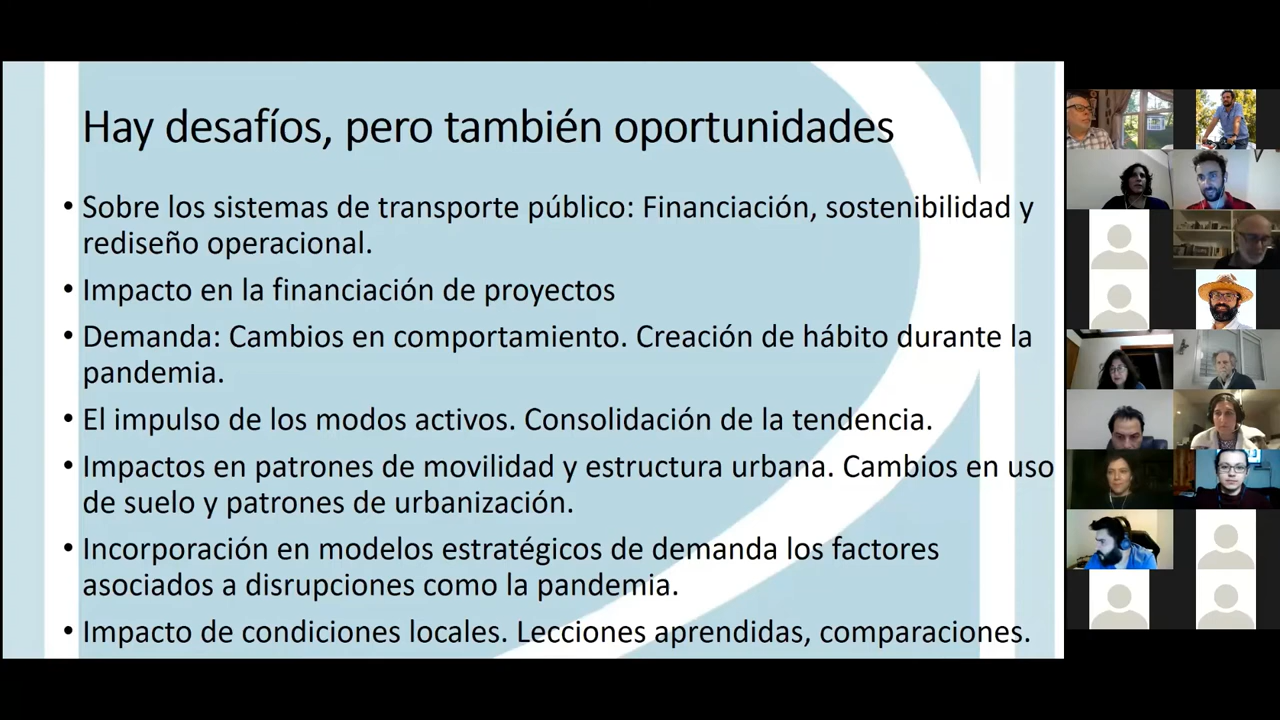 Hay desafíos, pero también oportunidades
• Sobre los sistemas de transporte público: Financiación, sostenibilidad y
rediseño operacional.
• Impacto en la financiación de proyectos
• Demanda: Cambios en comportamiento. Creación de hábito durante la
pandemia.
• El impulso de los modos activos. Consolidación de la tendencia.
• Impactos en patrones de movilidad y estructura urbana. Cambios en uso
de suelo y patrones de urbanización.
• Incorporación en modelos estratégicos de demanda los factores
asociados a disrupciones como la pandemia.
• Impacto de condiciones locales. Lecciones aprendidas, comparaciones.